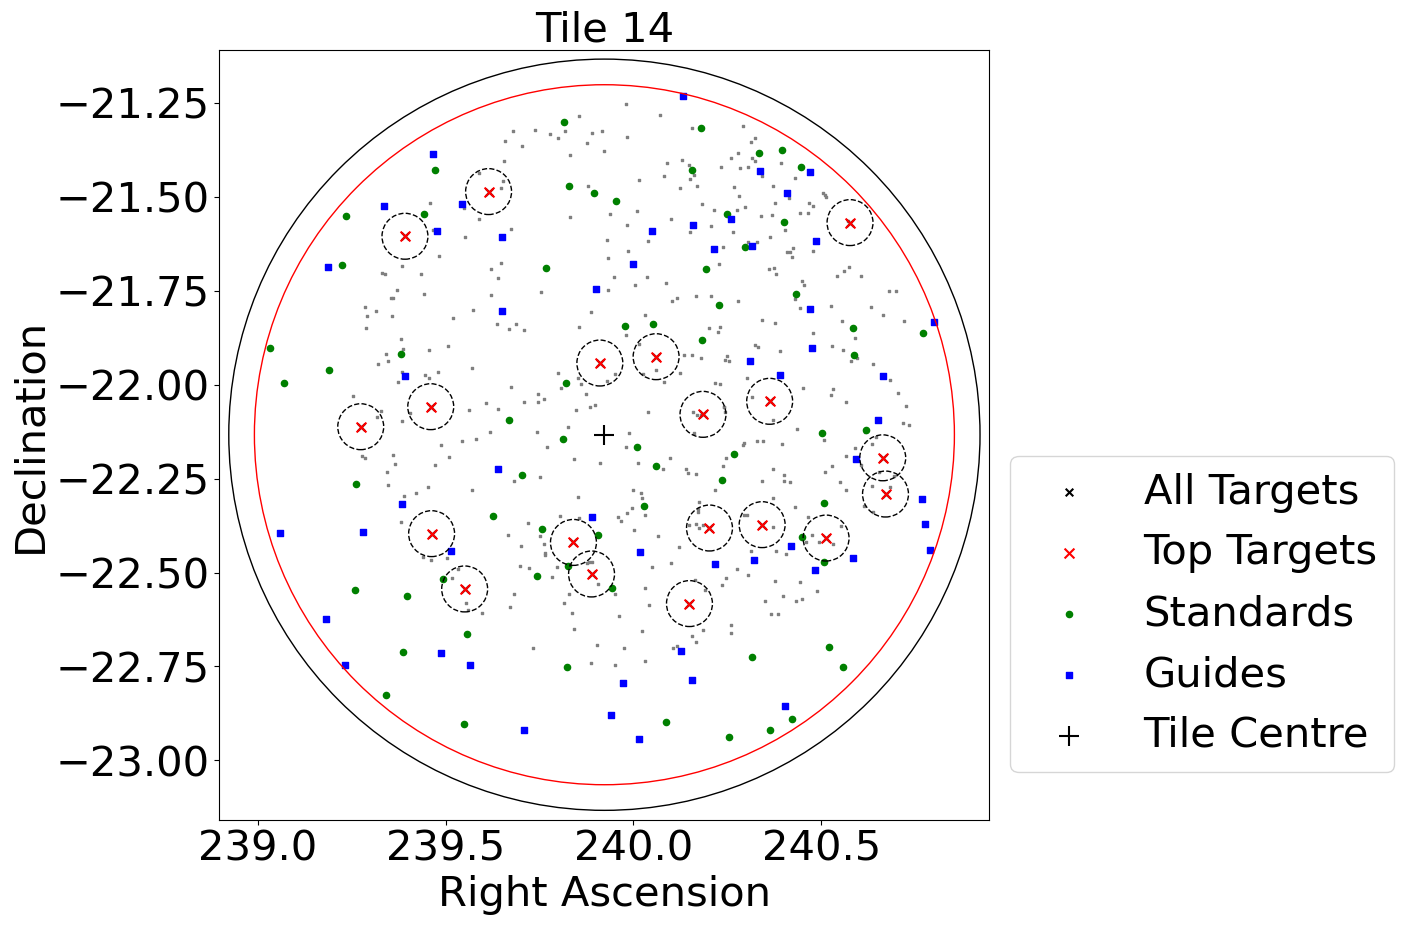 Tile 14
−21.25
−21.50
−21.75
−22.00
−22.25
−22.50
−22.75
−23.00
Declination
239.0 239.5 240.0 240.5
Right Ascension
All Targets
Top Targets
Standards
Guides
Tile Centre